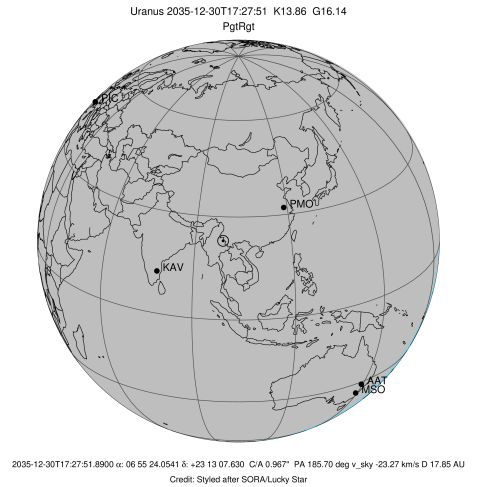 Uranus 2035-12-30T17:27:51 K13.86 G16.14
PgtRgt
PIC
PMO
KAV
AAT
MSO
2035-12-30T17:27:51.8900 α: 06 55 24.0541 δ: +23 13 07.630 C/A 0.967" PA 185.70 deg v_sky -23.27 km/s D 17.85 AU
Credit: Styled after SORA/Lucky Star